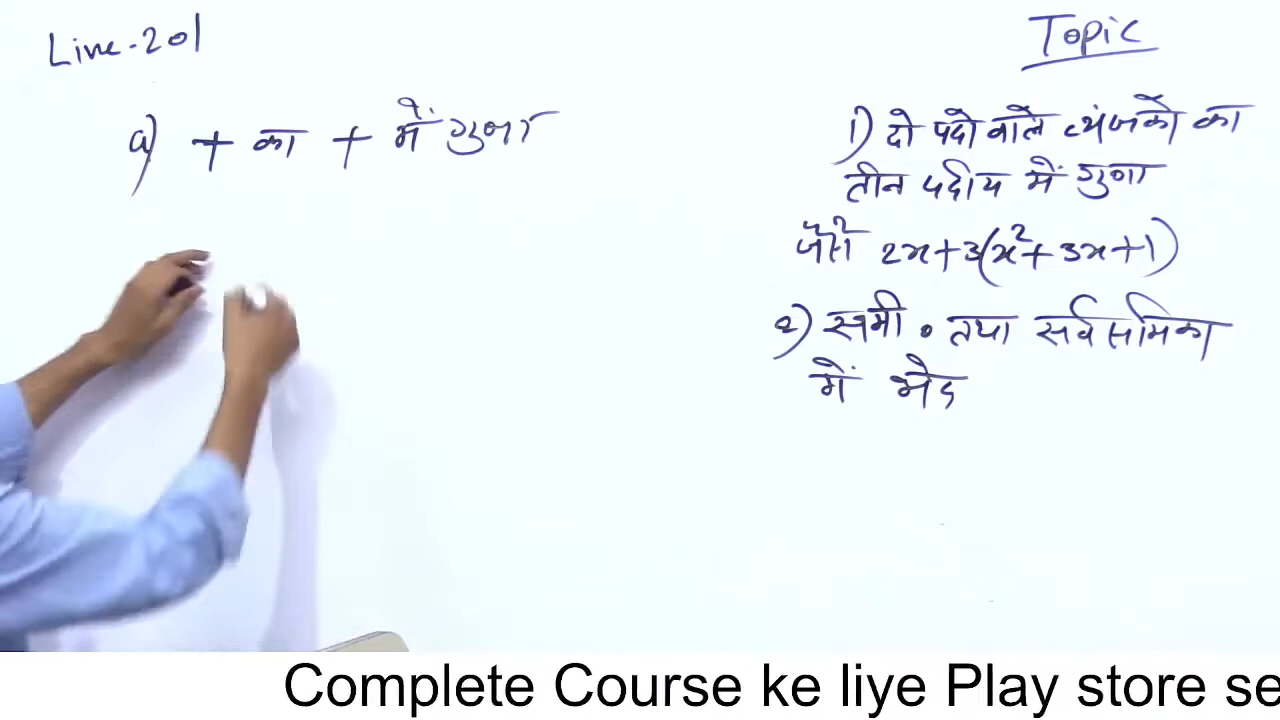 Line-201
a) + का + में गुना
Topic
1) दो पदो वाले व्यंजको का
तीन पदीय में गुना
जैसे 2x+3(x²+3x+1)
2) समी० तथा सर्वसमिका
में भेद
Complete Course ke liye Play store se